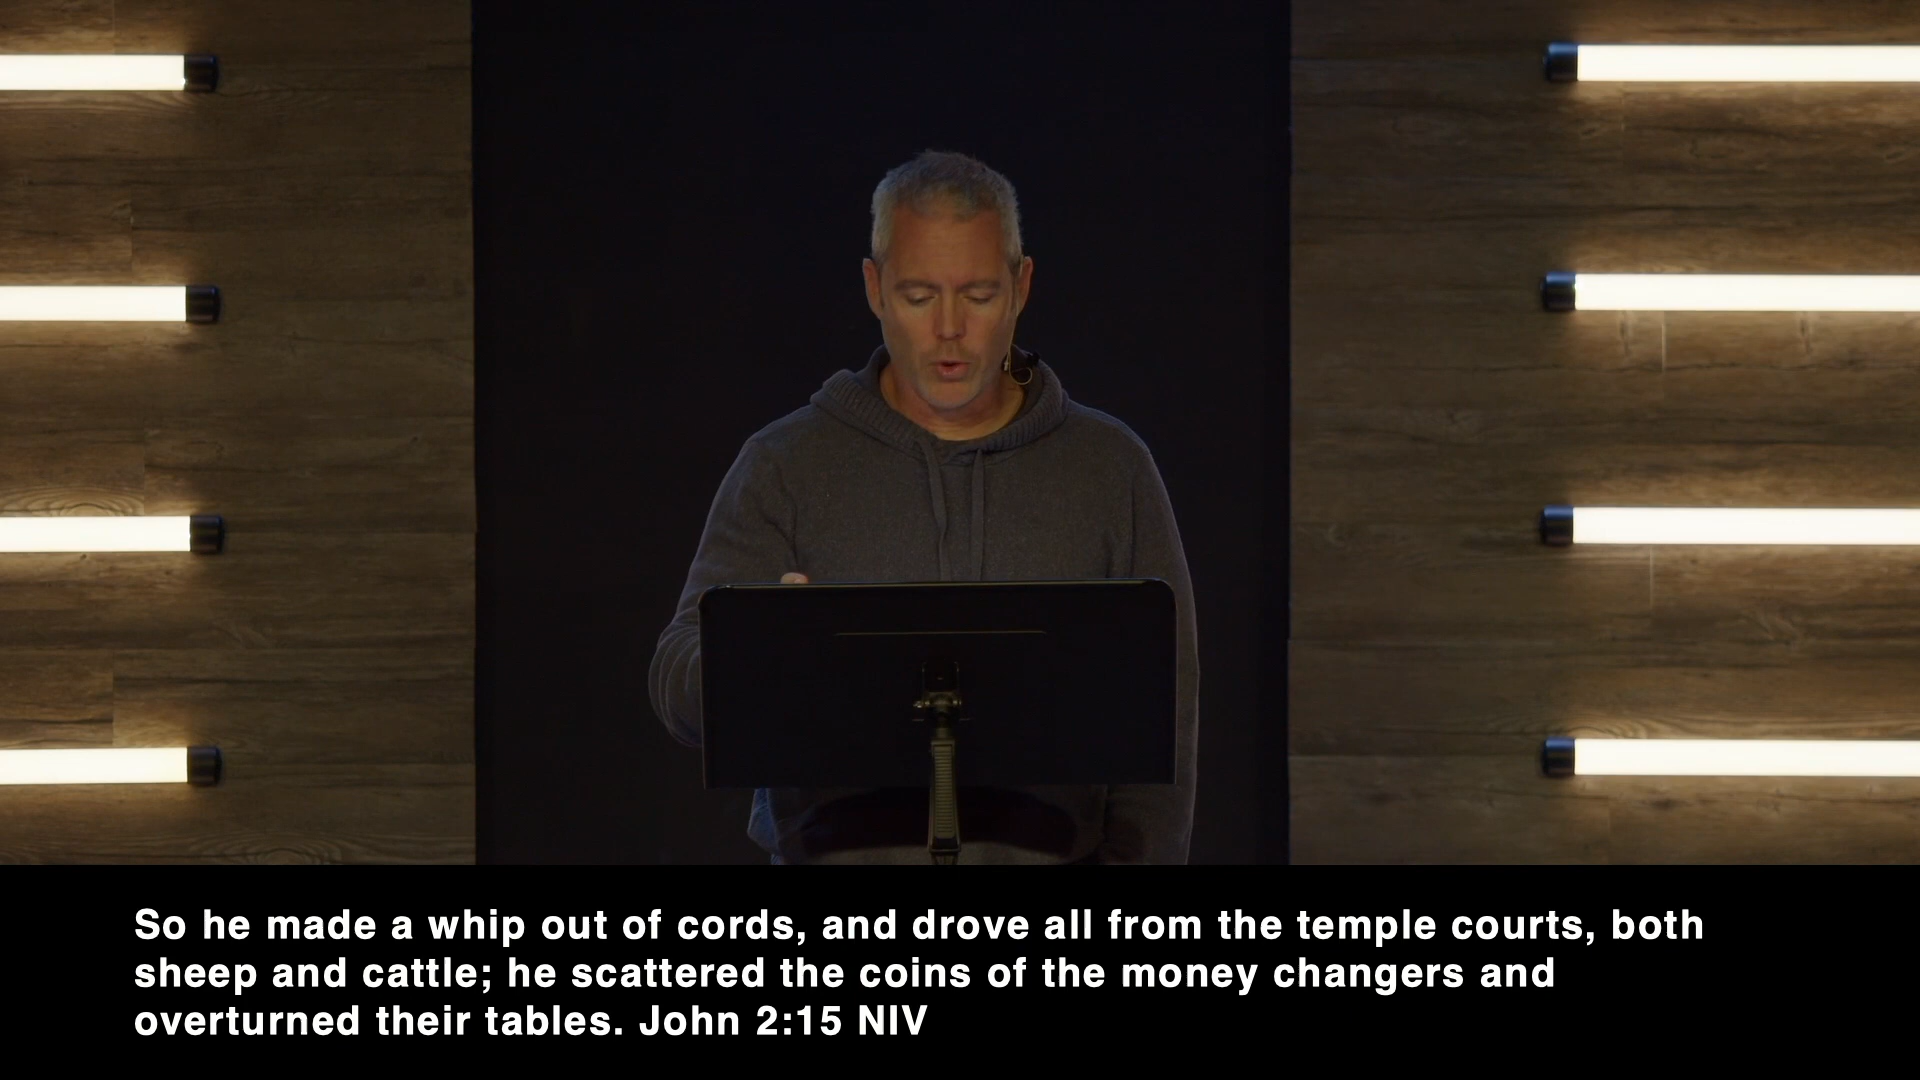 So he made a whip out of cords, and drove all from the temple courts, both
sheep and cattle; he scattered the coins of the money changers and
overturned their tables. John 2:15 NIV